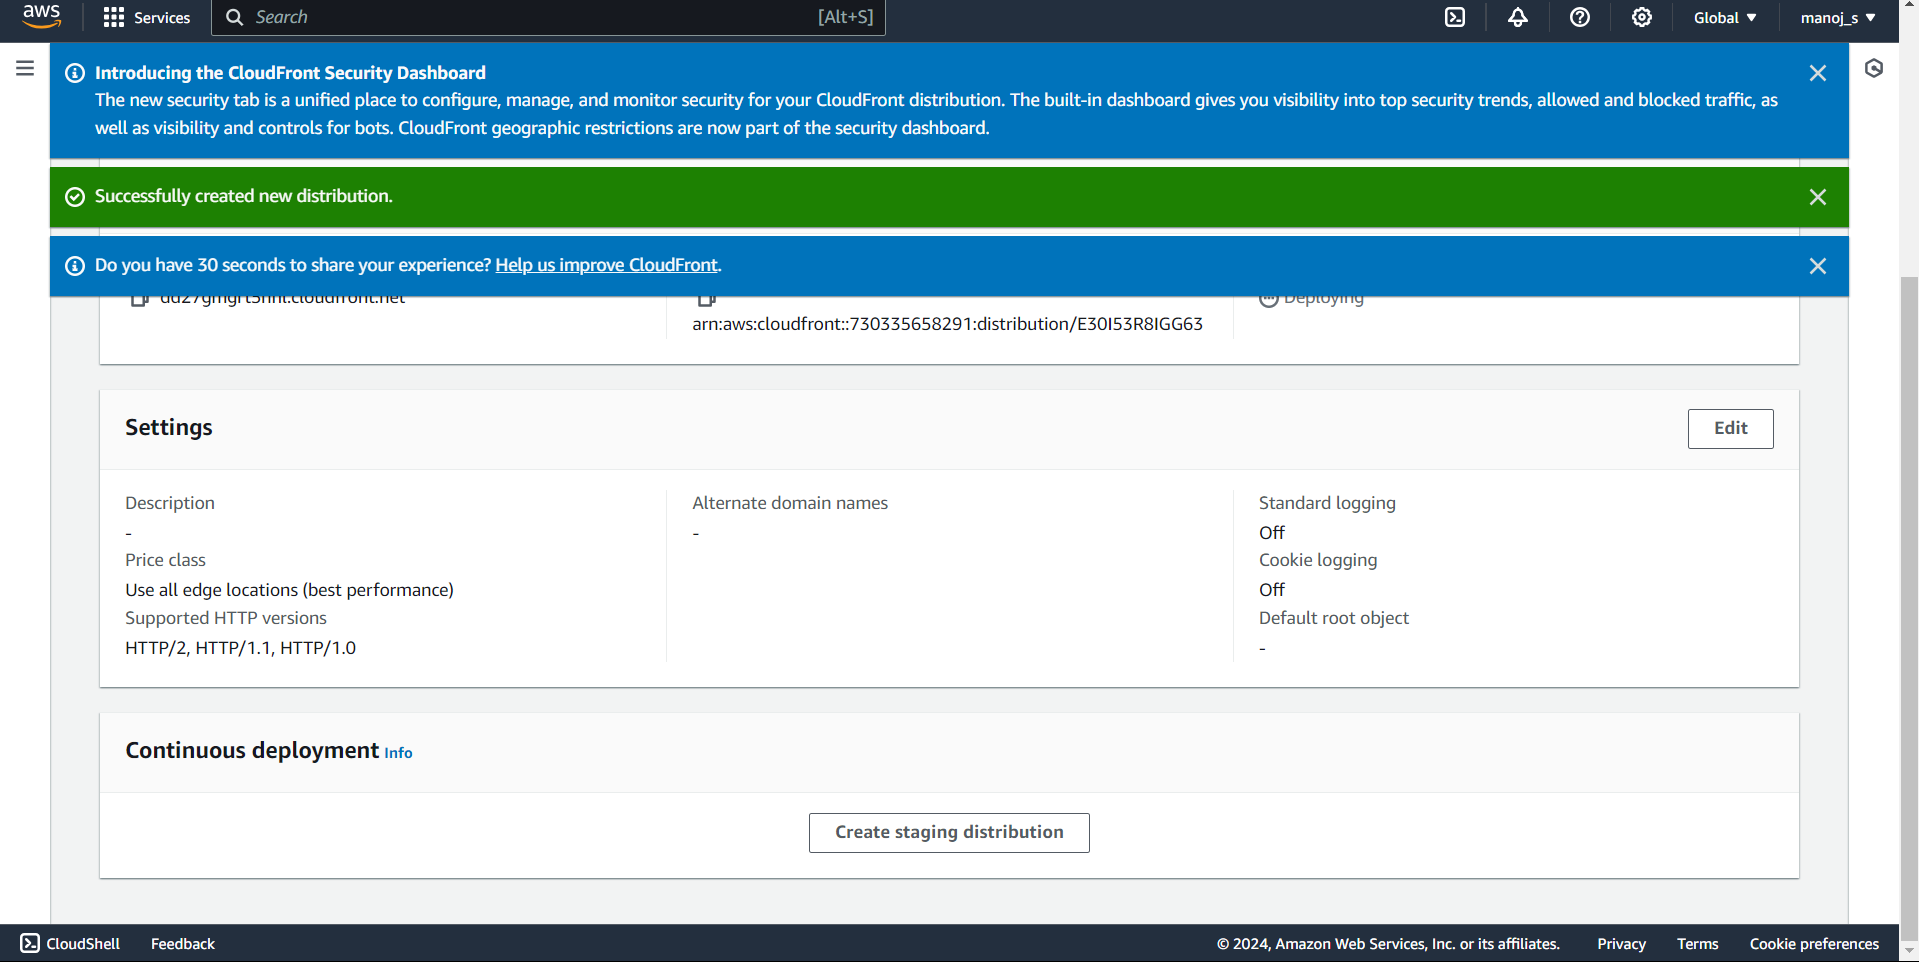 aws
Services
Search
[Alt+S]
Global
manoj_s
Introducing the CloudFront Security Dashboard
The new security tab is a unified place to configure, manage, and monitor security for your CloudFront distribution. The built-in dashboard gives you visibility into top security trends, allowed and blocked traffic, as
well as visibility and controls for bots. CloudFront geographic restrictions are now part of the security dashboard.
Successfully created new distribution.
Do you have 30 seconds to share your experience? Help us improve CloudFront.
Deploying
arn:aws:cloudfront::730335658291:distribution/E30I53R8IGG63
Settings
Edit
Description
-
Price class
Use all edge locations (best performance)
Supported HTTP versions
HTTP/2, HTTP/1.1, HTTP/1.0
Alternate domain names
-
Standard logging
Off
Cookie logging
Off
Default root object
-
Continuous deployment Info
Create staging distribution
CloudShell
Feedback
© 2024, Amazon Web Services, Inc. or its affiliates.
Privacy
Terms
Cookie preferences